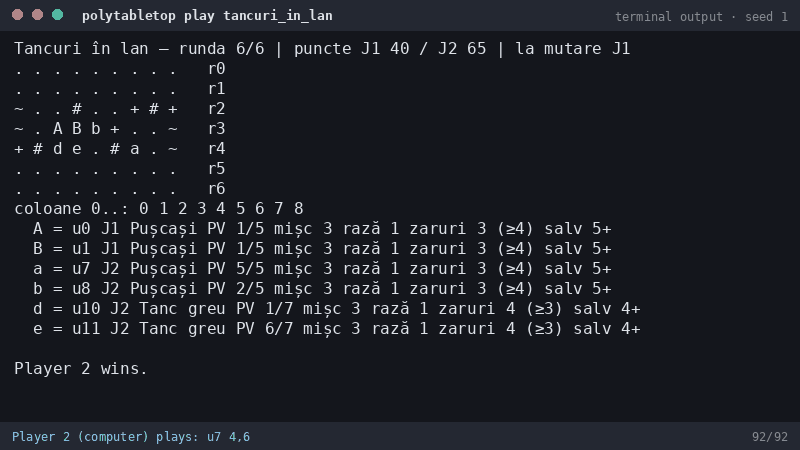 polytabletop play tancuri_in_lan
terminal output · seed 1
Tancuri în lan — runda 6/6 | puncte J1 40 / J2 65 | la mutare J1
. . . . . . . . . r0
. . . . . . . . . r1
~ . . # . . + # + r2
~ . A B b + . . ~ r3
+ # d e . # a . ~ r4
. . . . . . . . . r5
. . . . . . . . . r6
coloane 0..: 0 1 2 3 4 5 6 7 8
A = u0 J1 Pușcași PV 1/5 mișc 3 rază 1 zaruri 3 (≥4) salv 5+
B = u1 J1 Pușcași PV 1/5 mișc 3 rază 1 zaruri 3 (≥4) salv 5+
a = u7 J2 Pușcași PV 5/5 mișc 3 rază 1 zaruri 3 (≥4) salv 5+
b = u8 J2 Pușcași PV 2/5 mișc 3 rază 1 zaruri 3 (≥4) salv 5+
d = u10 J2 Tanc greu PV 1/7 mișc 3 rază 1 zaruri 4 (≥3) salv 4+
e = u11 J2 Tanc greu PV 6/7 mișc 3 rază 1 zaruri 4 (≥3) salv 4+
Player 2 wins.
Player 2 (computer) plays: u7 4,6
92/92